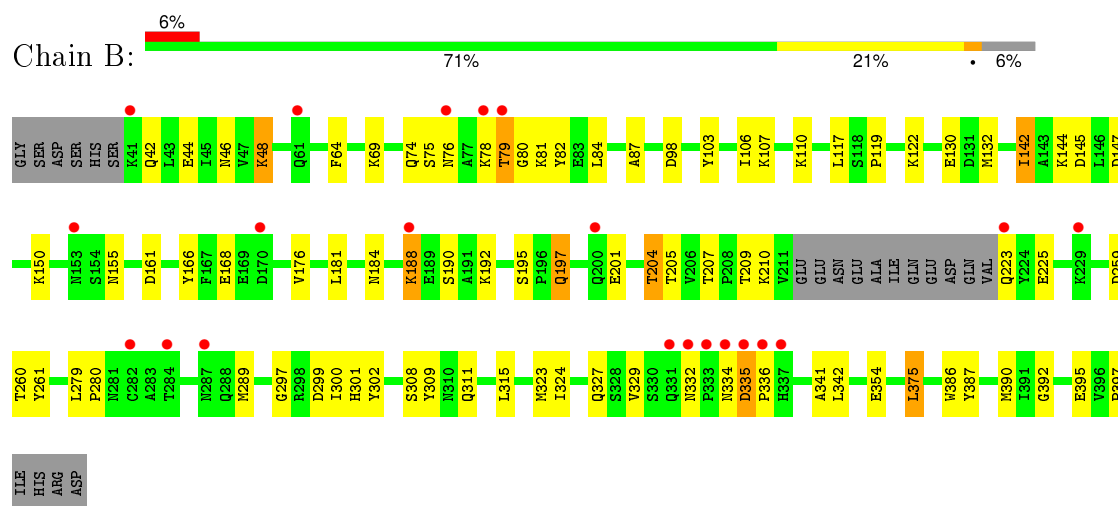 6%
Chain B:
71% 21% • 6%
GLY SER ASP SER HIS SER K41 Q42 L43 E44 I45 N46 V47 K48 Q61 F64 K69 Q74 S75 N76 A77 K78 T79 G80 K81 Y82 E83 L84 A87 D98 Y103 I106 K107 K110 L117 S118 P119 K122 E130 D131 M132 I142 A143 K144 D145 L146
K150 N153 S154 N155 D161 Y166 F167 E168 E169 D170 V176 L181 N184 K188 E189 S190 A191 K192 S195 P196 Q197 Q200 E201 T204 T205 V206 T207 P208 T209 K210 V211 GLU GLU ASN GLU ALA ILE GLN GLU ASP GLN VAL Q223 Y224 E225 K229
T260 Y261 L279 P280 N281 C282 A283 T284 N287 Q288 M289 G297 R298 D299 I300 H301 Y302 S308 Y309 N310 Q311 L315 M323 I324 Q327 S328 V329 S330 Q331 N332 P333 N334 D335 P336 H337 A341 L342 E354 L375 W386 Y387 M390 I391 G392 E395 V396
ILE HIS ARG ASP